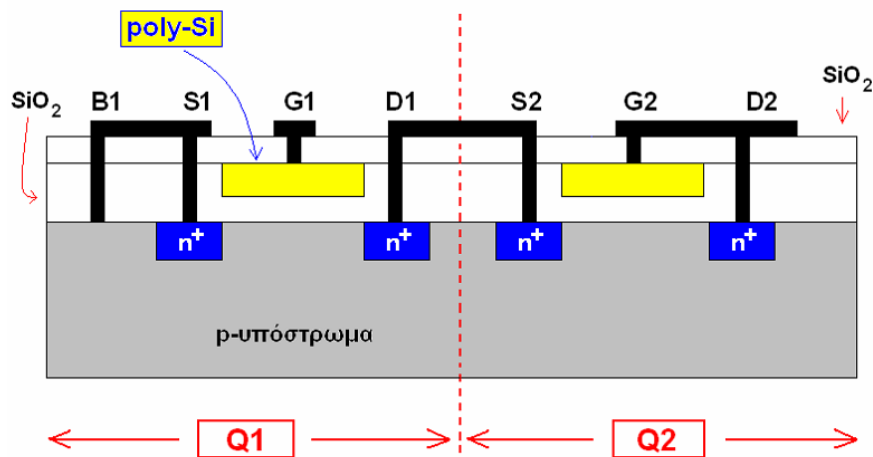 poly-Si
SiO₂ B1 S1 G1 D1 S2 G2 D2 SiO₂
n⁺ n⁺ n⁺ n⁺
p-υπόστρωμα
Q1 Q2